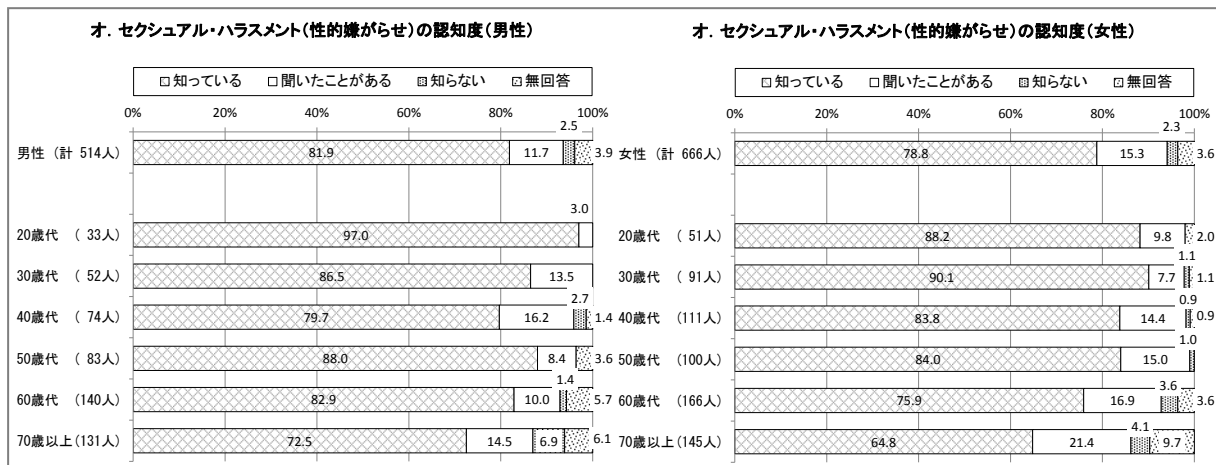 オ. セクシュアル・ハラスメント(性的嫌がらせ)の認知度(男性)
知っている 聞いたことがある 知らない 無回答
0% 20% 40% 60% 80% 100%
2.5
男性 (計 514人) 81.9 11.7 3.9
3.0
20歳代 ( 33人) 97.0
30歳代 ( 52人) 86.5 13.5
2.7
40歳代 ( 74人) 79.7 16.2 1.4
50歳代 ( 83人) 88.0 8.4 3.6
1.4
60歳代 (140人) 82.9 10.0 5.7
70歳以上(131人) 72.5 14.5 6.9 6.1
オ. セクシュアル・ハラスメント(性的嫌がらせ)の認知度(女性)
知っている 聞いたことがある 知らない 無回答
0% 20% 40% 60% 80% 100%
2.3
女性 (計 666人) 78.8 15.3 3.6
20歳代 ( 51人) 88.2 9.8 2.0
1.1
30歳代 ( 91人) 90.1 7.7 1.1
0.9
40歳代 (111人) 83.8 14.4 0.9
1.0
50歳代 (100人) 84.0 15.0
3.6
60歳代 (166人) 75.9 16.9 3.6
4.1
70歳以上(145人) 64.8 21.4 9.7